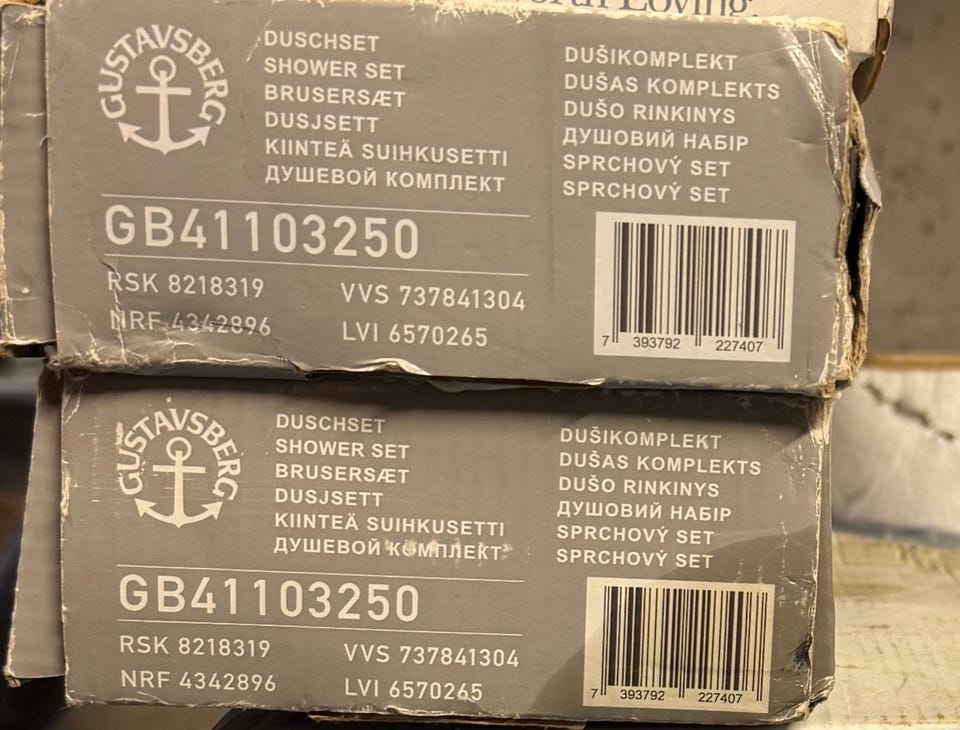 Worth Loving.
GUSTAVSBERG
DUSCHSET
SHOWER SET
BRUSERSÆT
DUSJSETT
KIINTEÄ SUIHKUSETTI
ДУШЕВОЙ КОМПЛЕКТ
DUŠIKOMPLEKT
DUŠAS KOMPLEKTS
DUŠO RINKINYS
ДУШОВИЙ НАБІР
SPRCHOVÝ SET
SPRCHOVÝ SET
GB41103250
RSK 8218319
VVS 737841304
NRF 4342896
LVI 6570265
7 393792 227407
GUSTAVSBERG
DUSCHSET
SHOWER SET
BRUSERSÆT
DUSJSETT
KIINTEÄ SUIHKUSETTI
ДУШЕВОЙ КОМПЛЕКТ
DUŠIKOMPLEKT
DUŠAS KOMPLEKTS
DUŠO RINKINYS
ДУШОВИЙ НАБІР
SPRCHOVÝ SET
SPRCHOVÝ SET
GB41103250
RSK 8218319
VVS 737841304
NRF 4342896
LVI 6570265
7 393792 227407